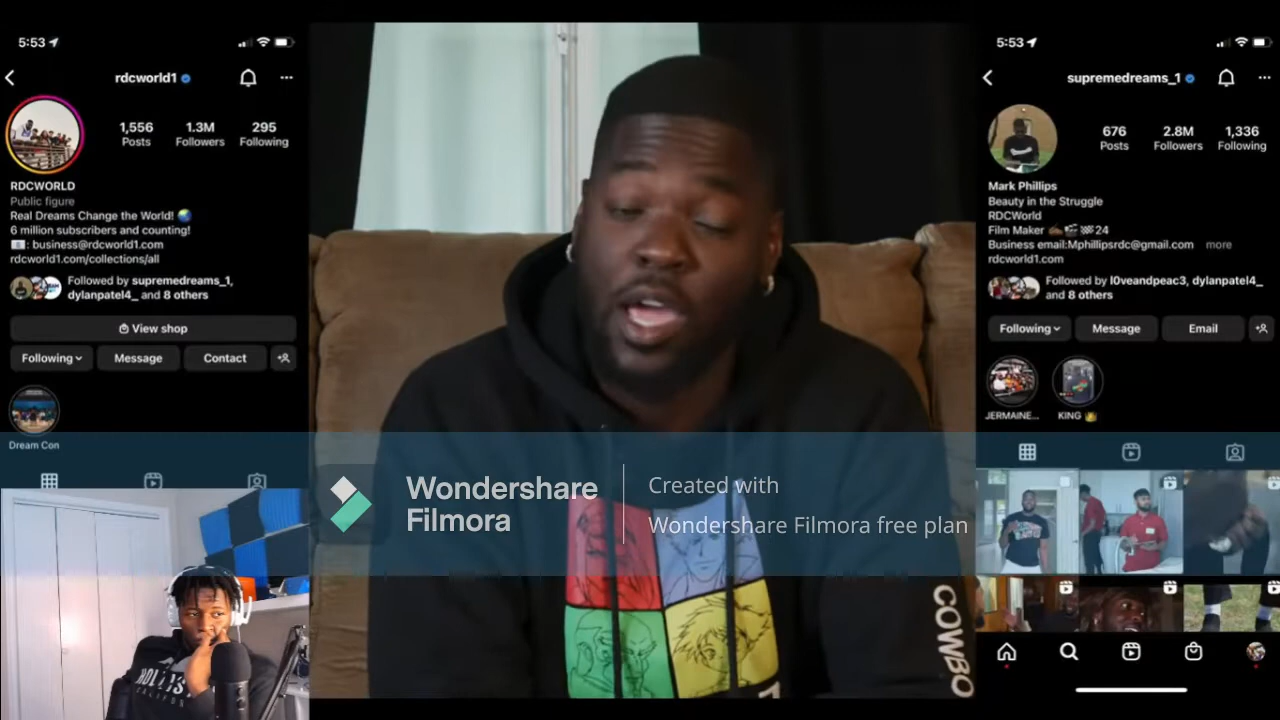 5:53
rdcworld1
1,556
Posts
1.3M
Followers
295
Following
RDCWORLD
Public figure
Real Dreams Change the World! 🌏
6 million subscribers and counting!
📧: business@rdcworld1.com
rdcworld1.com/collections/all
Followed by supremedreams_1,
dylanpatel4_ and 8 others
View shop
Following
Message
Contact
Dream Con
Wondershare
Filmora
Created with
Wondershare Filmora free plan
COWBO
5:53
supremedreams_1
676
Posts
2.8M
Followers
1,336
Following
Mark Phillips
Beauty in the Struggle
RDCWorld
Film Maker ✍🏾🎬🏁24
Business email:Mphillipsrdc@gmail.com more
rdcworld1.com
Followed by l0veandpeac3, dylanpatel4_
and 8 others
Following
Message
Email
JERMAINE...
KING 👑